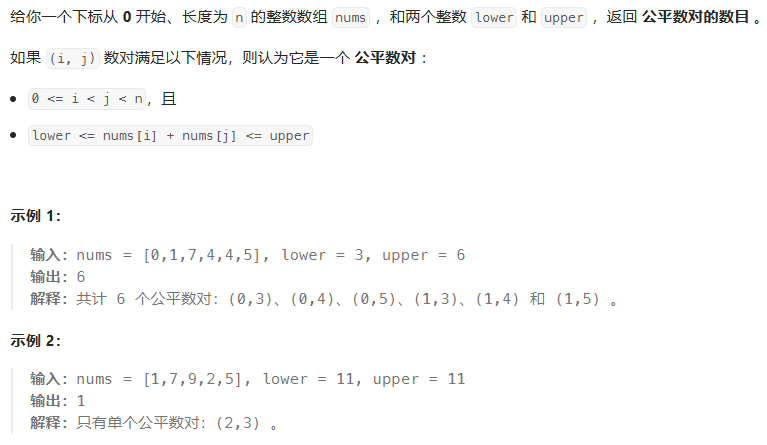 给你一个下标从 0 开始、长度为 n 的整数数组 nums ，和两个整数 lower 和 upper ，返回 公平数对的数目 。
如果 (i, j) 数对满足以下情况，则认为它是一个 公平数对 ：
• 0 <= i < j < n，且
• lower <= nums[i] + nums[j] <= upper
示例 1：
输入：nums = [0,1,7,4,4,5], lower = 3, upper = 6
输出：6
解释：共计 6 个公平数对：(0,3)、(0,4)、(0,5)、(1,3)、(1,4) 和 (1,5) 。
示例 2：
输入：nums = [1,7,9,2,5], lower = 11, upper = 11
输出：1
解释：只有单个公平数对：(2,3) 。